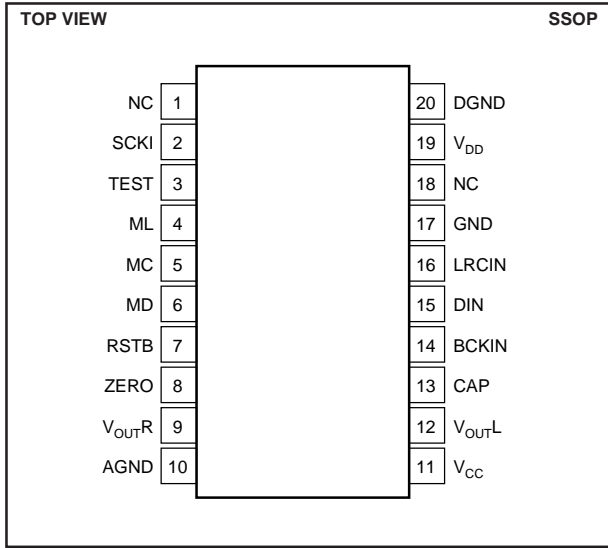 TOP VIEW SSOP
NC 1 20 DGND
SCKI 2 19 VDD
TEST 3 18 NC
ML 4 17 GND
MC 5 16 LRCIN
MD 6 15 DIN
RSTB 7 14 BCKIN
ZERO 8 13 CAP
VOUTR 9 12 VOUTL
AGND 10 11 VCC